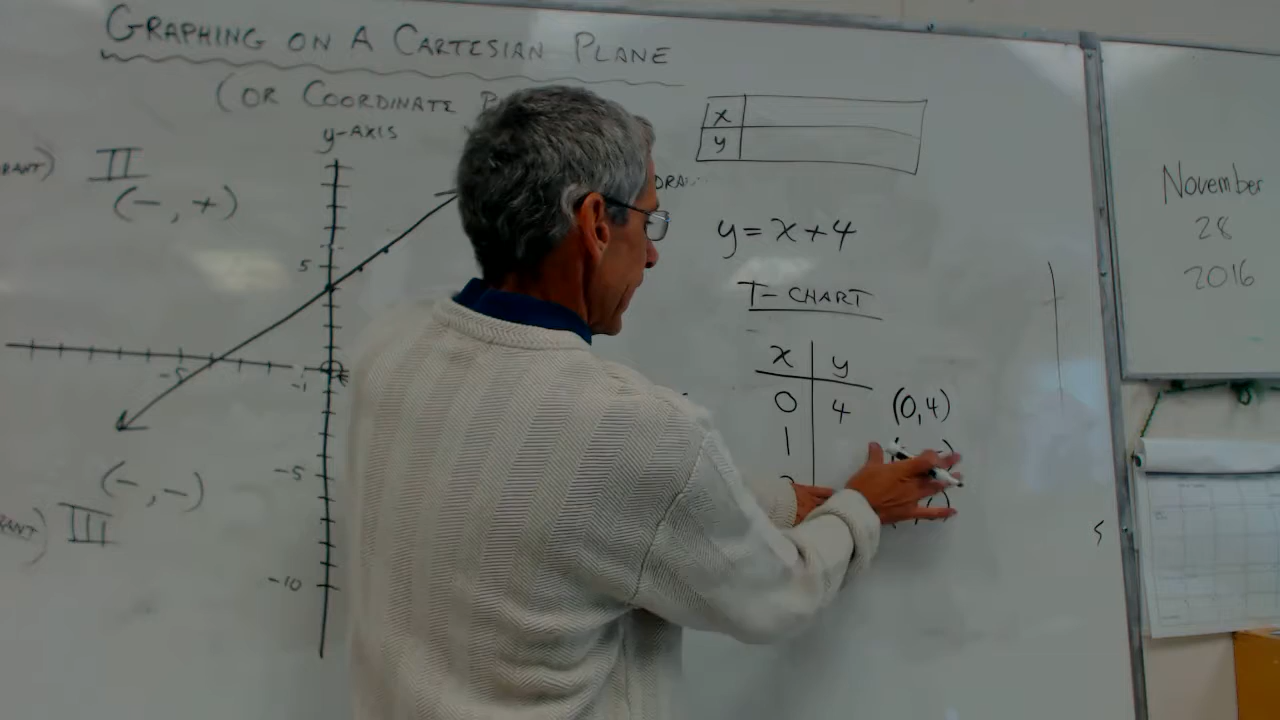 GRAPHING ON A CARTESIAN PLANE
(OR COORDINATE
y-AXIS
II
(-, +)
5
-5
-1
(-, -)
III
-5
-10
x
y
y = x + 4
T-CHART
x y
0 4 (0,4)
1
November
28
2016